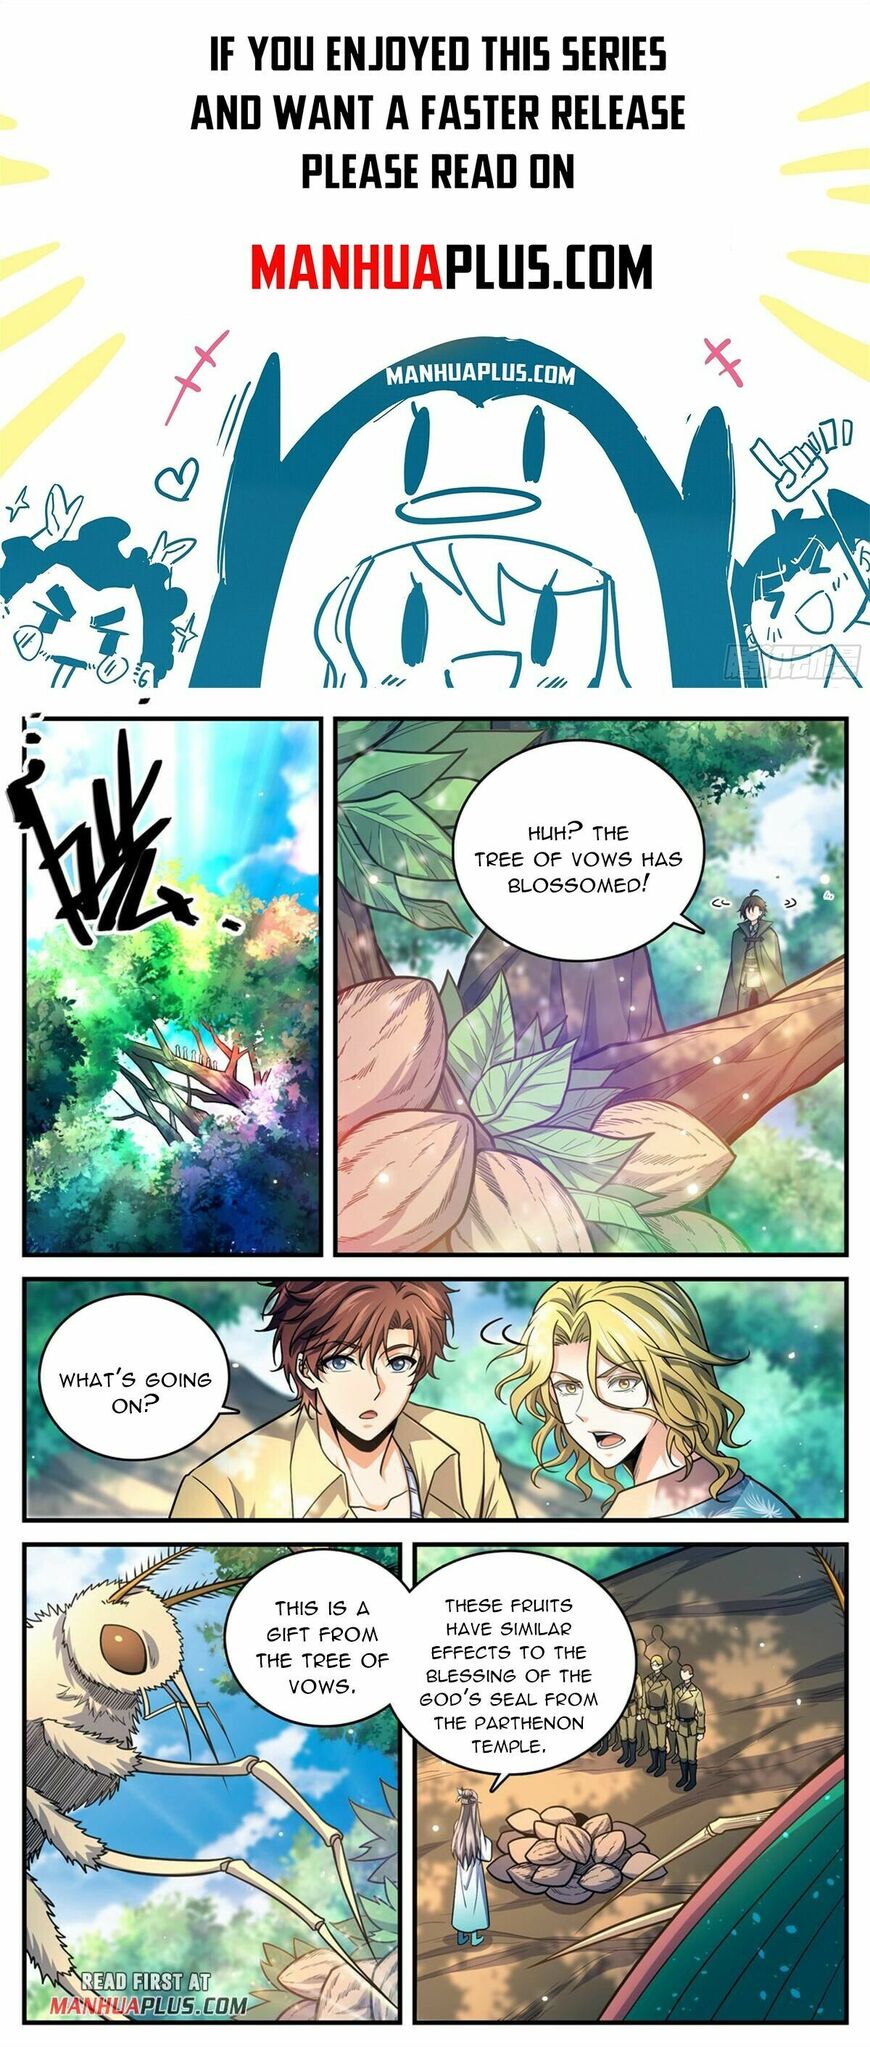 IF YOU ENJOYED THIS SERIES
AND WANT A FASTER RELEASE
PLEASE READ ON
MANHUAPLUS.COM
MANHUAPLUS.COM
HUH? THE
TREE OF VOWS HAS
BLOSSOMED!
WHAT'S GOING
ON?
THIS IS A
GIFT FROM
THE TREE OF
VOWS.
THESE FRUITS
HAVE SIMILAR
EFFECTS TO THE
BLESSING OF THE
GOD'S SEAL FROM
THE PARTHENON
TEMPLE.
READ FIRST AT
MANHUAPLUS.COM